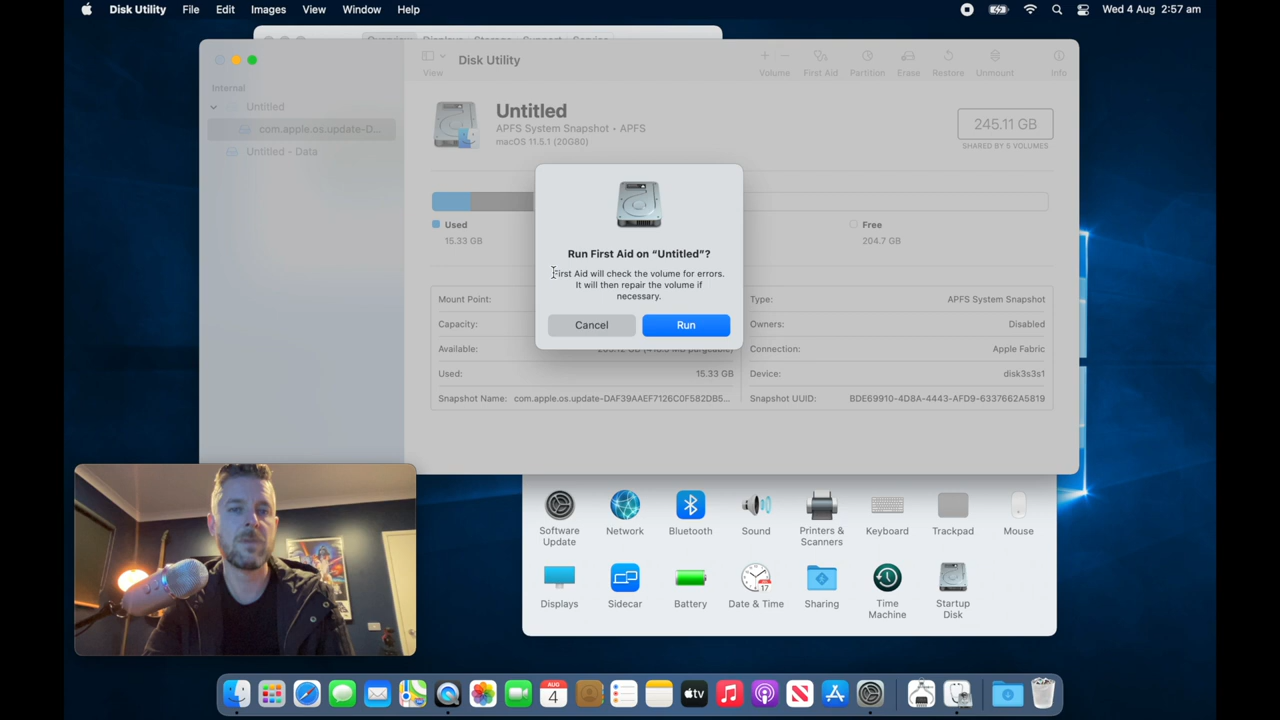 Disk Utility File Edit Images View Window Help
Wed 4 Aug 2:57 am
Overview Displays Storage Support Service
View
Disk Utility
Volume
First Aid
Partition
Erase
Restore
Unmount
Info
Internal
Untitled
com.apple.os.update-D...
Untitled - Data
Untitled
APFS System Snapshot • APFS
macOS 11.5.1 (20G80)
245.11 GB
SHARED BY 5 VOLUMES
Used
15.33 GB
Free
204.7 GB
Run First Aid on “Untitled”?
First Aid will check the volume for errors.
It will then repair the volume if
necessary.
Cancel
Run
Mount Point:
Capacity:
Available:
Used: 15.33 GB
Snapshot Name: com.apple.os.update-DAF39AAEF7126C0F582DB5...
Type: APFS System Snapshot
Owners: Disabled
Connection: Apple Fabric
Device: disk3s3s1
Snapshot UUID: BDE69910-4D8A-4443-AFD9-6337662A5819
Software
Update
Network
Bluetooth
Sound
Printers &
Scanners
Keyboard
Trackpad
Mouse
Displays
Sidecar
Battery
17
Date & Time
Sharing
Time
Machine
Startup
Disk
AUG
4
tv